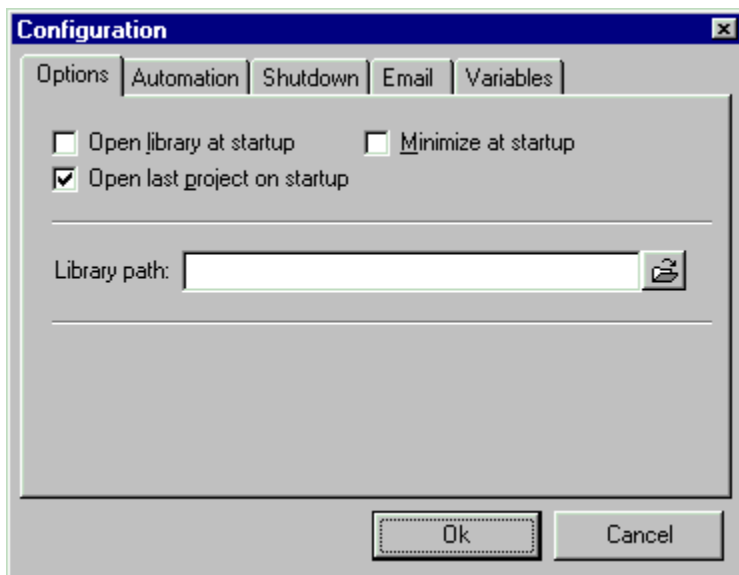 Configuration
Options Automation Shutdown Email Variables
Open library at startup Minimize at startup
Open last project on startup
Library path:
Ok Cancel